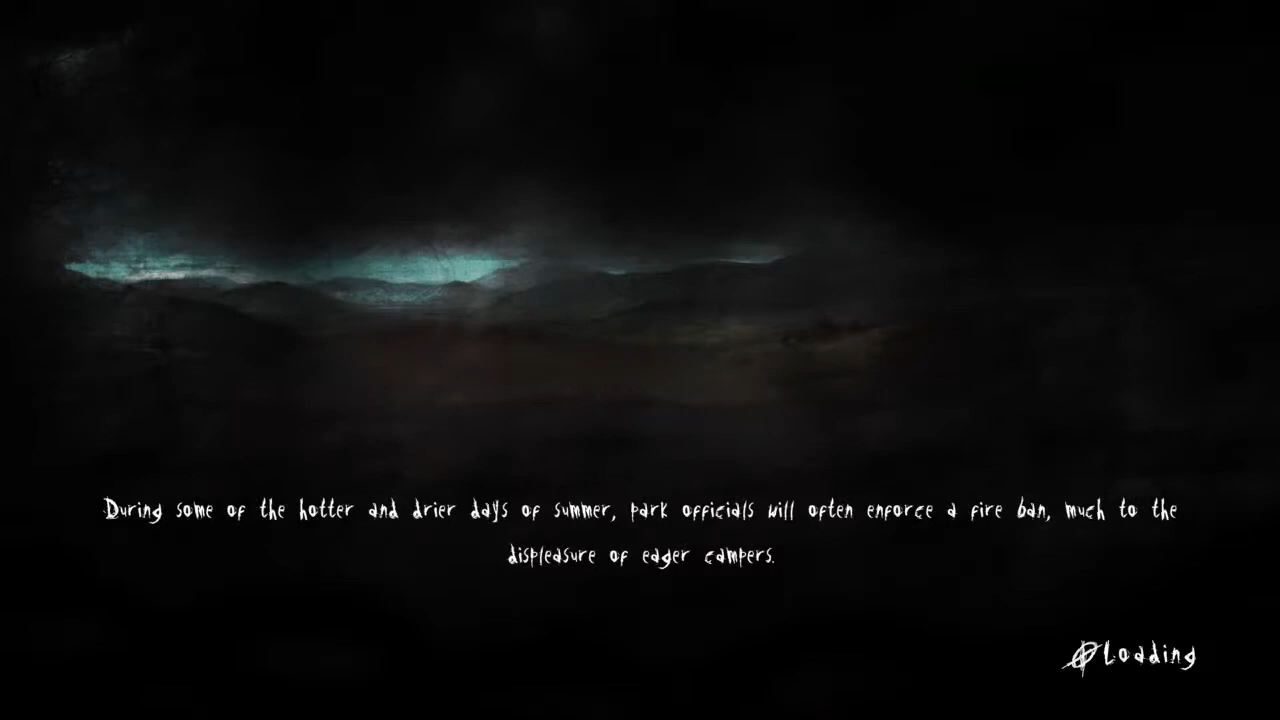 During some of the hotter and drier days of summer, park officials will often enforce a fire ban, much to the
displeasure of eager campers.
Loading